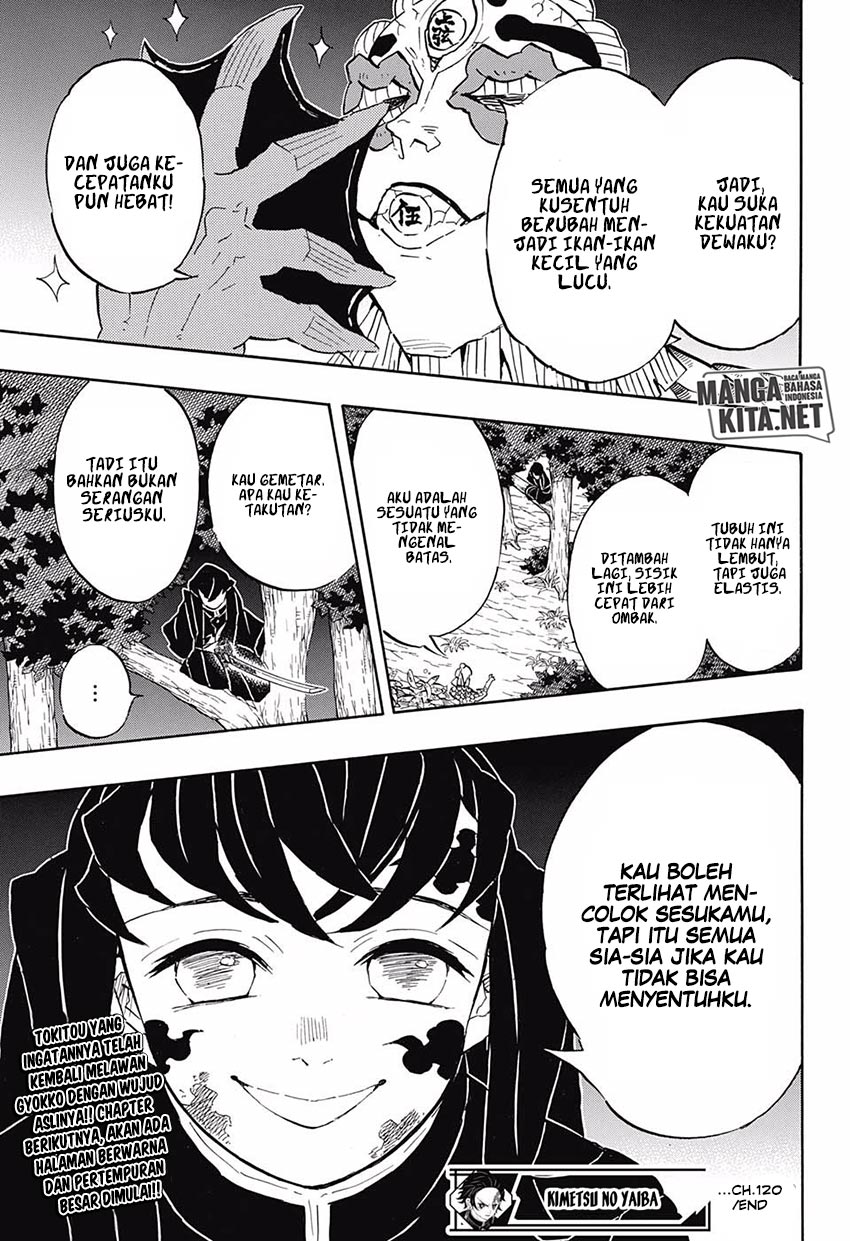 JADI,
KAU SUKA
KEKUATAN
DEWAKU?
SEMUA YANG
KUSENTUH
BERUBAH MEN-
JADI IKAN-IKAN
KECIL YANG
LUCU.
上弦
伍
DAN JUGA KE-
CEPATANKU
PUN HEBAT!
MANGA
KITA.NET
BACA MANGA
BAHASA
INDONESIA
TUBUH INI
TIDAK HANYA
LEMBUT,
TAPI JUGA
ELASTIS.
DITAMBAH
LAGI, SISIK
INI LEBIH
CEPAT DARI
OMBAK.
AKU ADALAH
SESUATU YANG
TIDAK ME-
NGENAL
BATAS.
KAU GEMETAR.
APA KAU KE-
TAKUTAN?
TADI ITU
BAHKAN BUKAN
SERANGAN
SERIUSKU.
...
KAU BOLEH
TERLIHAT MEN-
COLOK SESUKAMU,
TAPI ITU SEMUA
SIA-SIA JIKA KAU
TIDAK BISA
MENYENTUHKU.
TOKITOU YANG
INGATANNYA TELAH
KEMBALI MELAWAN
GYOKKO DENGAN WUJUD
ASLINYA!! CHAPTER
BERIKUTNYA, AKAN ADA
HALAMAN BERWARNA
DAN PERTEMPURAN
BESAR DIMULAI!!
KIMETSU NO YAIBA
...CH.120
/END